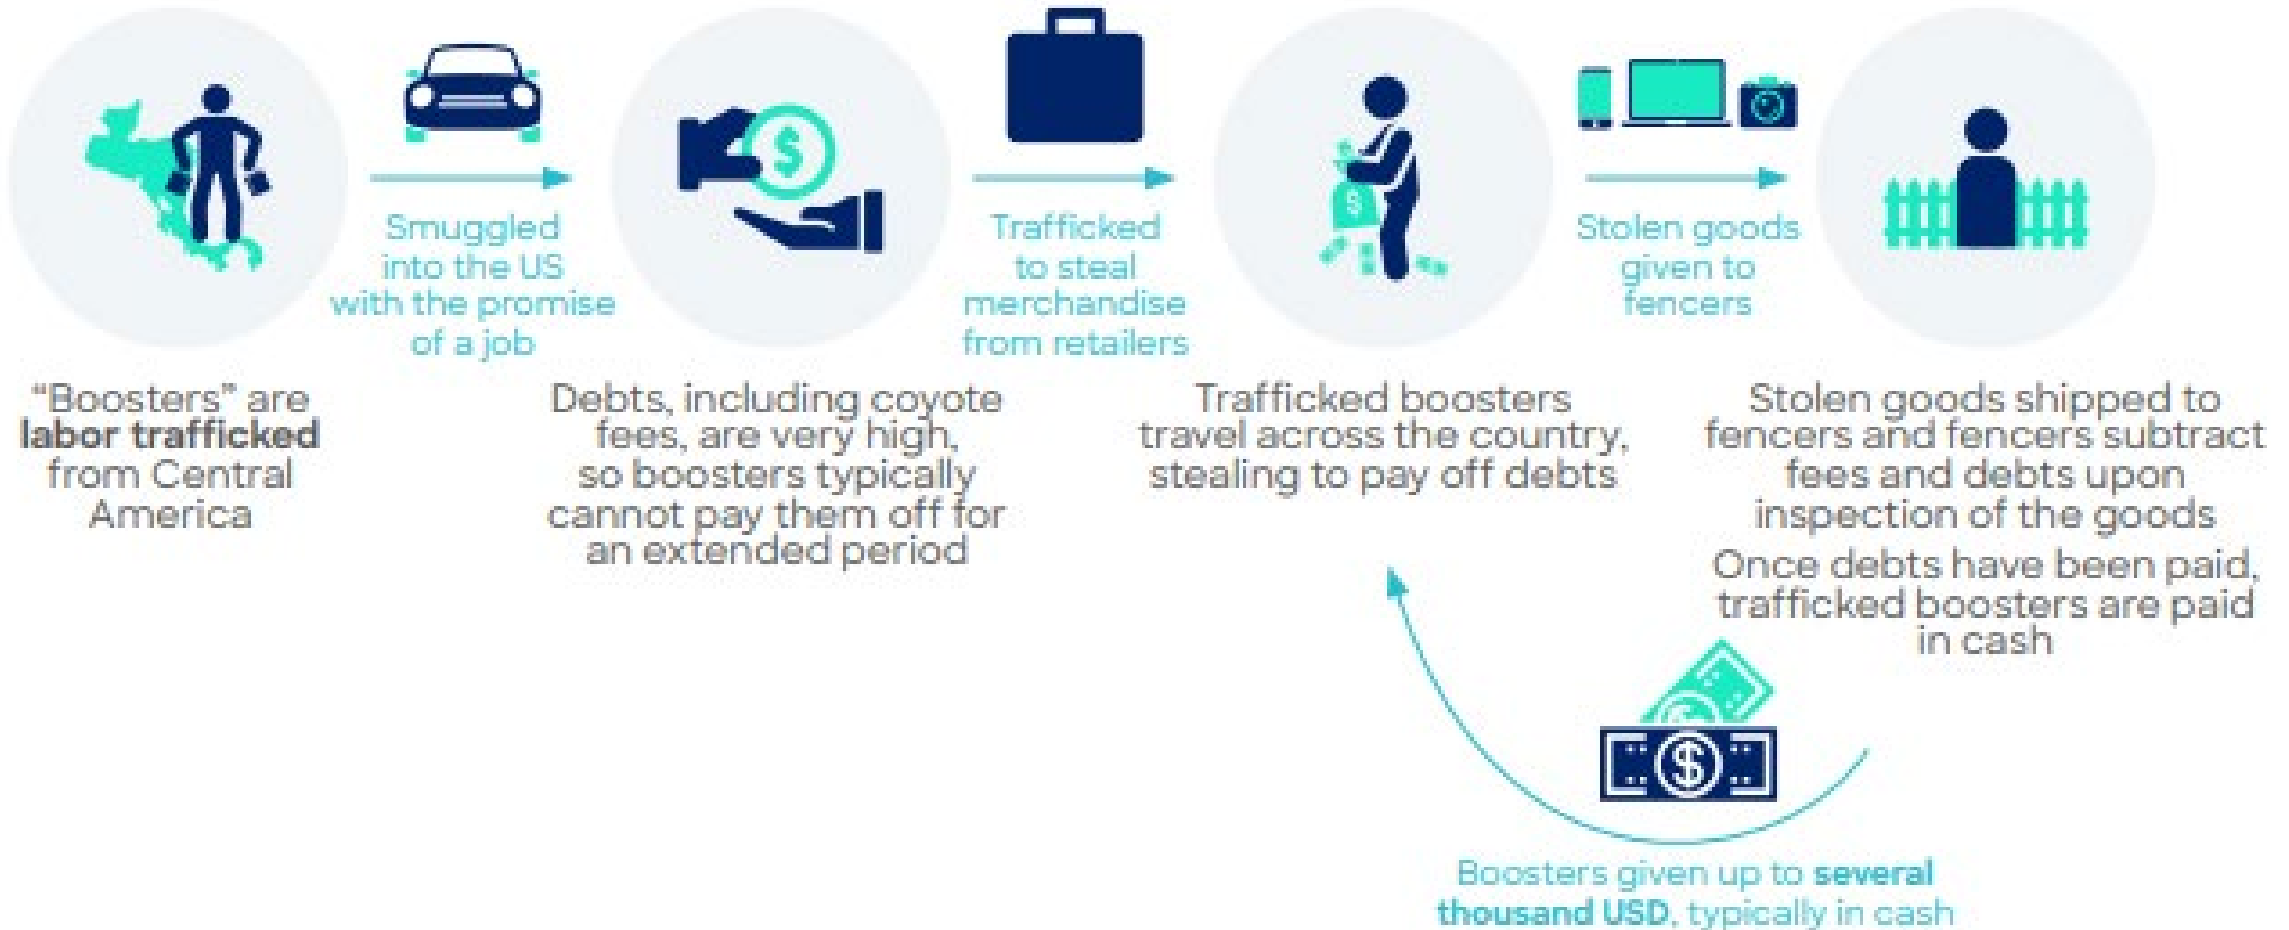 Smuggled
into the US
with the promise
of a job
Trafficked
to steal
merchandise
from retailers
Stolen goods
given to
fencers
“Boosters” are
labor trafficked
from Central
America
Debts, including coyote
fees, are very high,
so boosters typically
cannot pay them off for
an extended period
Trafficked boosters
travel across the country,
stealing to pay off debts
Stolen goods shipped to
fencers and fencers subtract
fees and debts upon
inspection of the goods
Once debts have been paid,
trafficked boosters are paid
in cash
Boosters given up to several
thousand USD, typically in cash